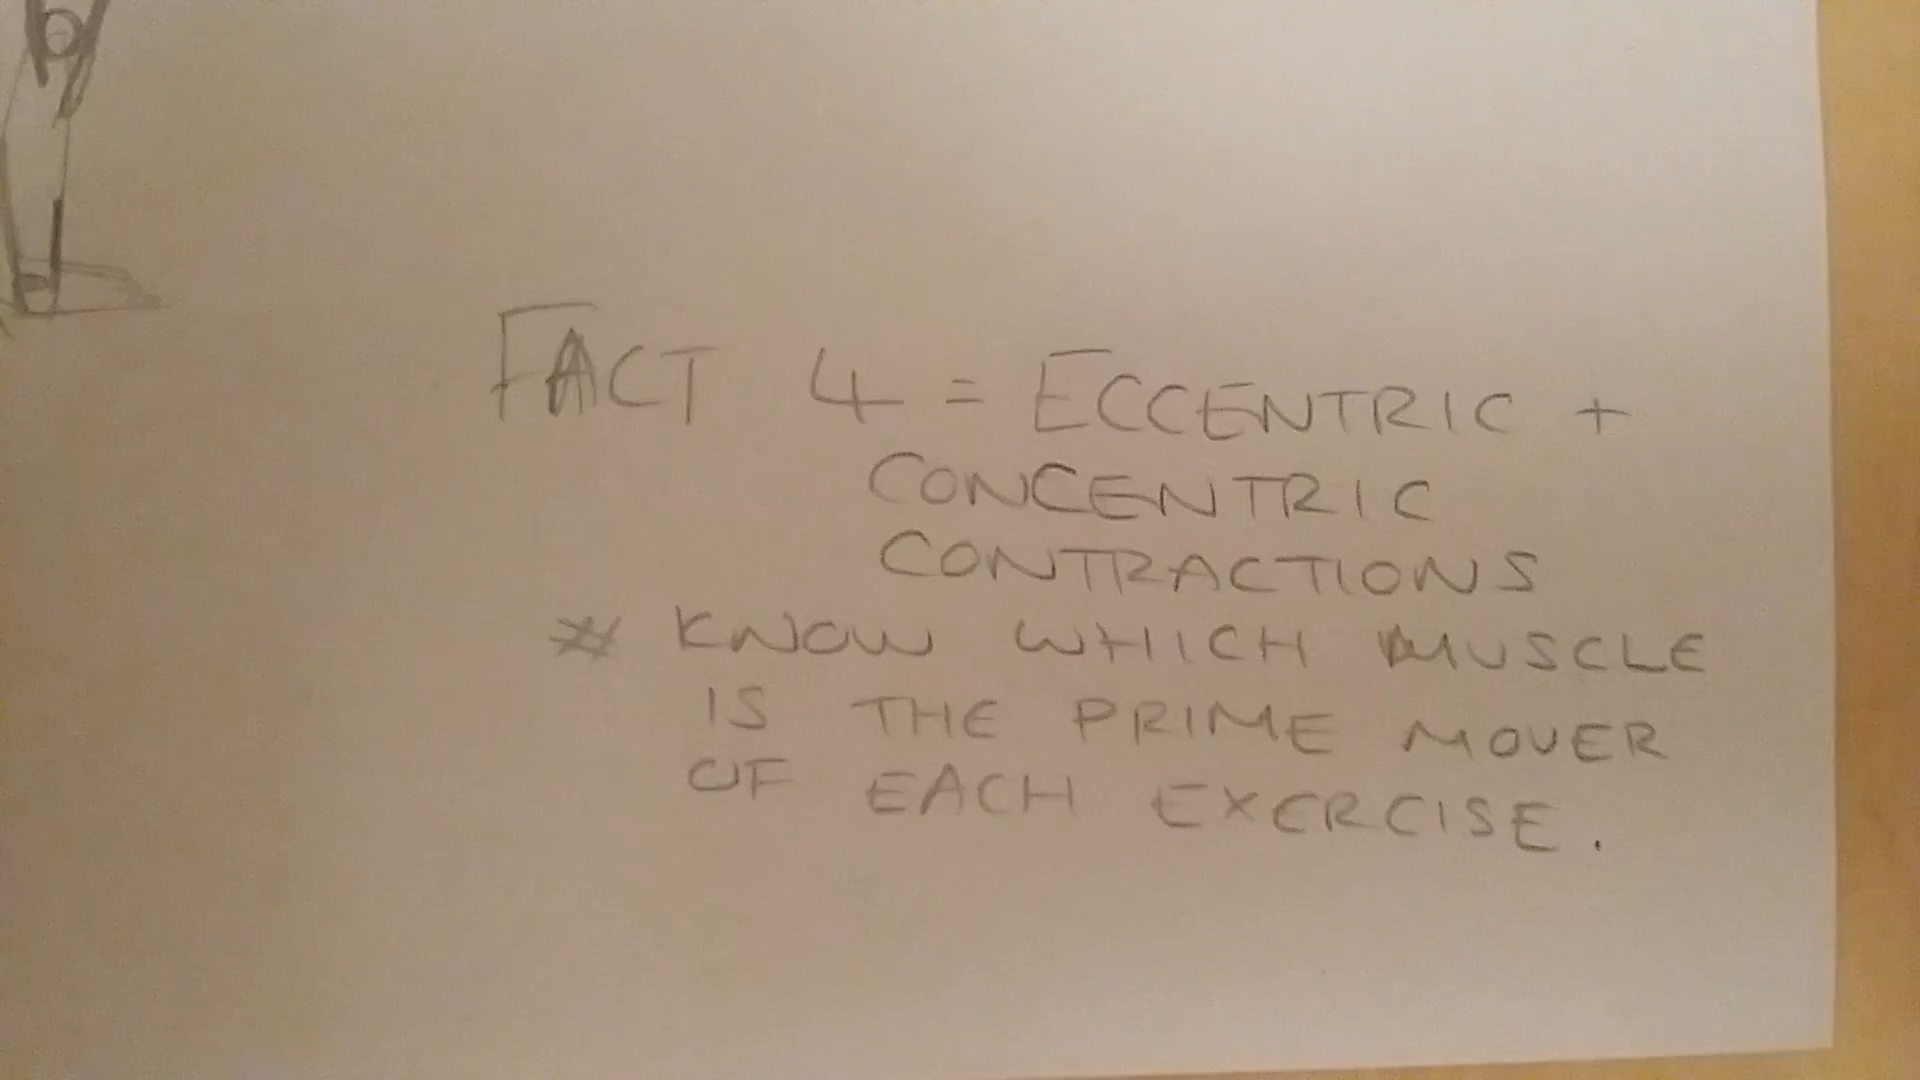 FACT 4 = ECCENTRIC +
CONCENTRIC
CONTRACTIONS
* KNOW WHICH MUSCLE
IS THE PRIME MOVER
OF EACH EXERCISE.